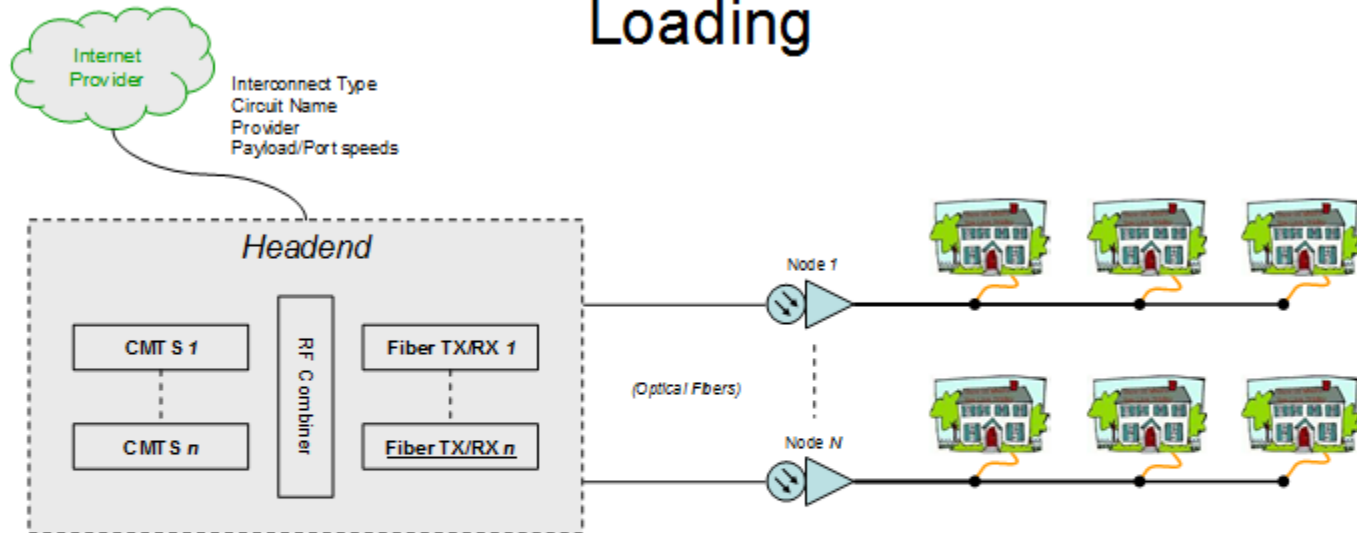 Loading
Internet
Provider
Interconnect Type
Circuit Name
Provider
Payload/Port speeds
Headend
CMTS 1
RF Combiner
Fiber TX/RX 1
CMTS n
Fiber TX/RX n
(Optical Fibers)
Node 1
Node N